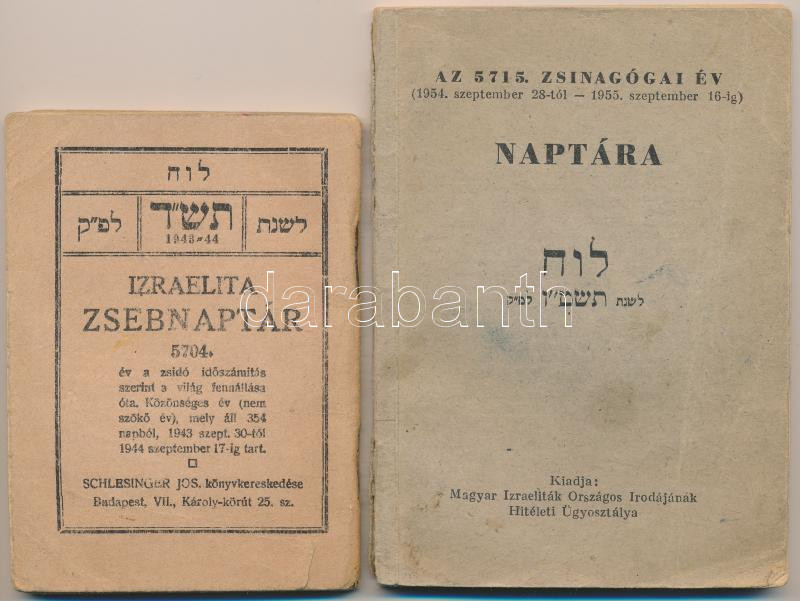 לוח
לשנת תש״ד לפ״ק
1943-44
IZRAELITA
ZSEBNAPTÁR
5704.
év a zsidó időszámítás
szerint a világ fennállása
óta. Közönséges év (nem
szökő év), mely áll 354
napból, 1943 szept. 30-tól
1944 szeptember 17-ig tart.
SCHLESINGER JOS. könyvkereskedése
Budapest, VII., Károly-körút 25. sz.
AZ 5715. ZSINAGÓGAI ÉV
(1954. szeptember 28-tól — 1955. szeptember 16-ig)
NAPTÁRA
לוח
לשנת לפ״ק
Kiadja:
Magyar Izraeliták Országos Irodájának
Hitéleti Ügyosztálya
darabanth